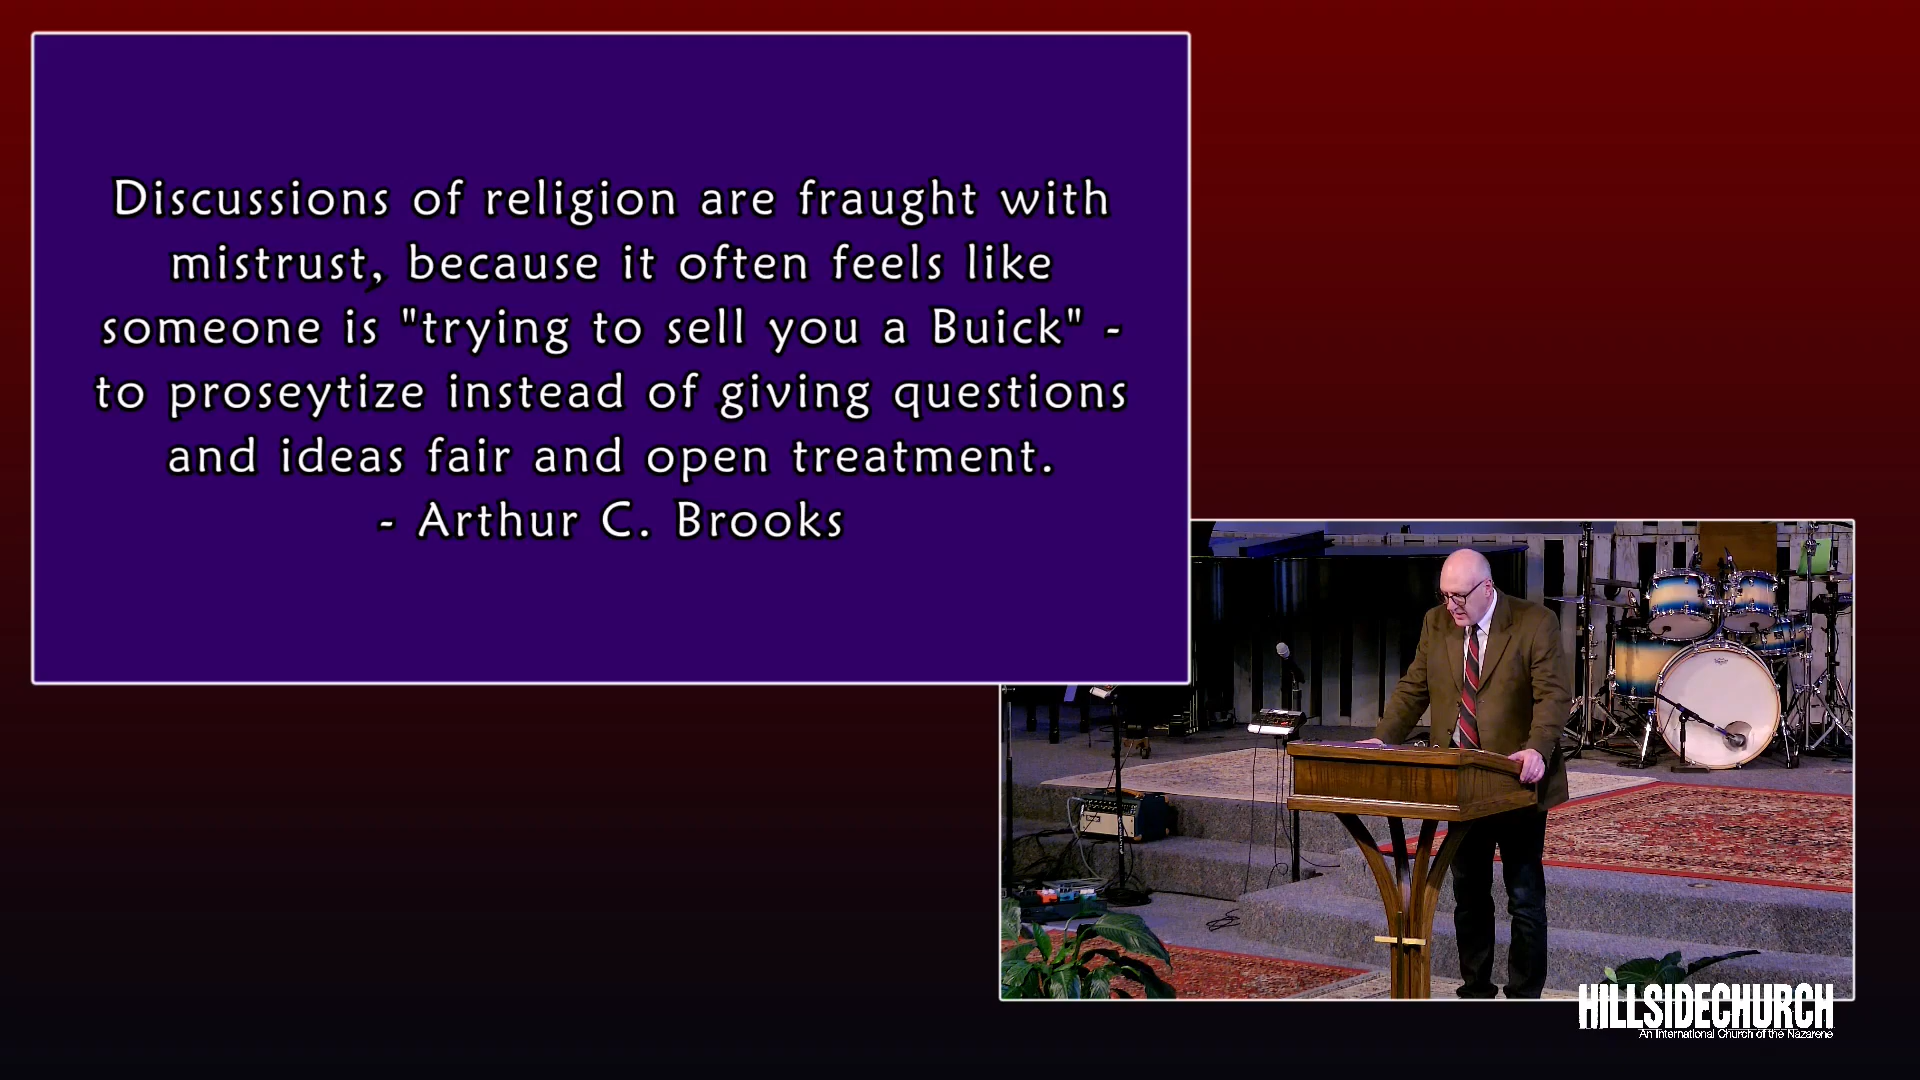 Discussions of religion are fraught with
mistrust, because it often feels like
someone is "trying to sell you a Buick" -
to proseytize instead of giving questions
and ideas fair and open treatment.
- Arthur C. Brooks
HILLSIDECHURCH
An International Church of the Nazarene